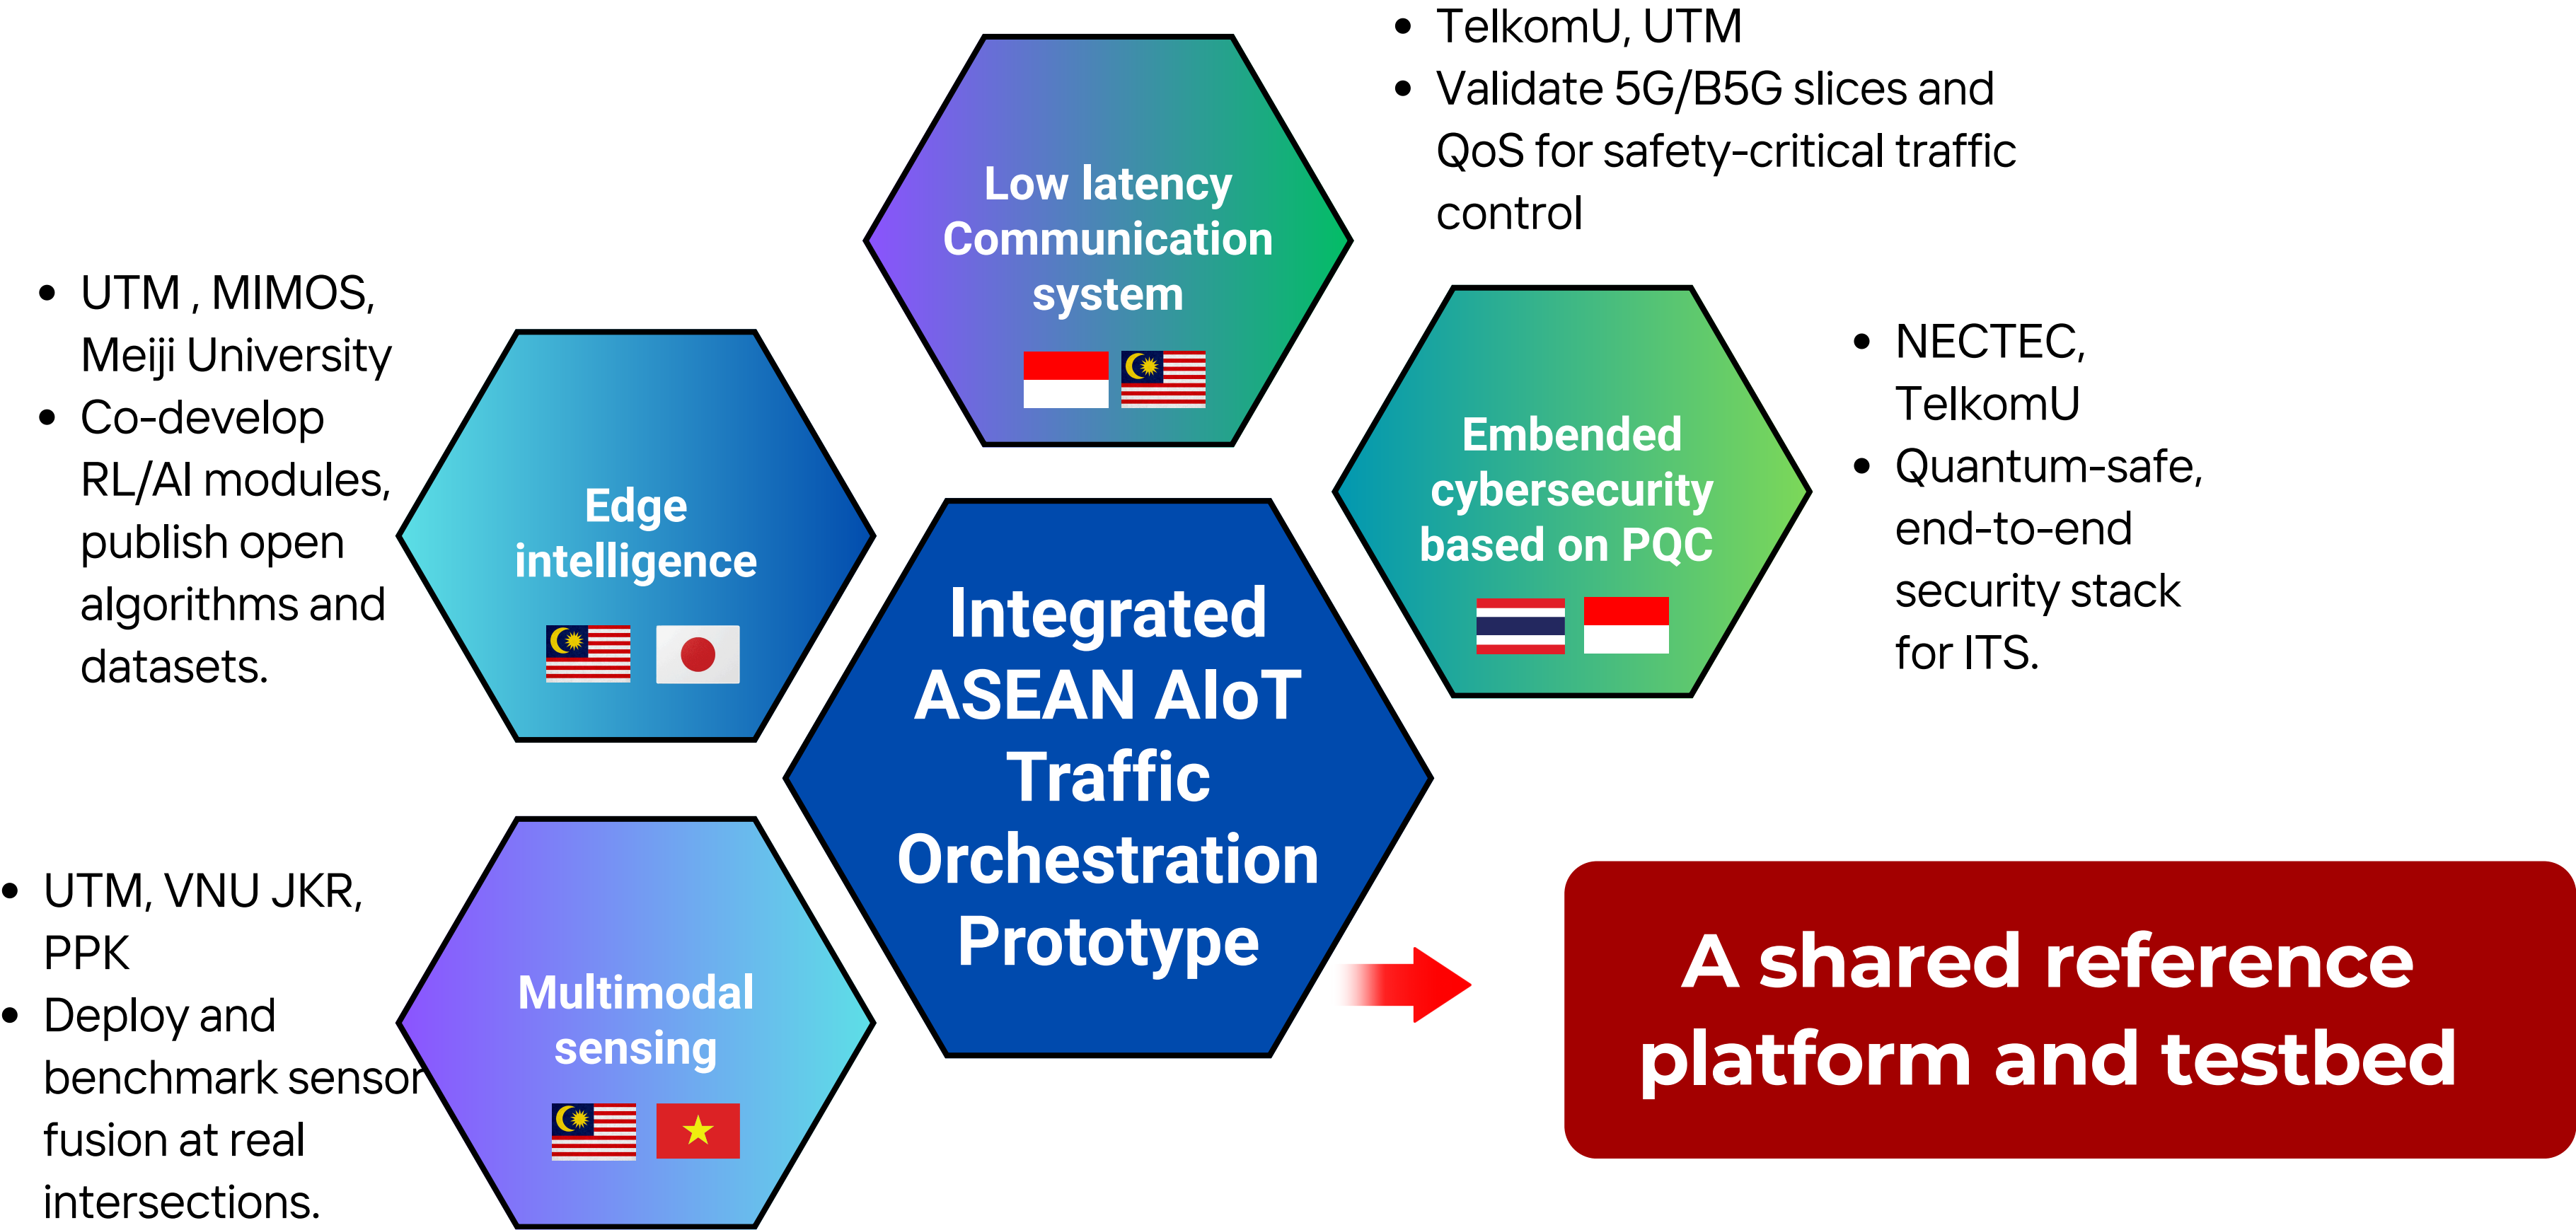 • TelkomU, UTM
• Validate 5G/B5G slices and
QoS for safety-critical traffic
control
Low latency
Communication
system
• UTM , MIMOS,
Meiji University
• Co-develop
RL/AI modules,
publish open
algorithms and
datasets.
Edge
intelligence
Embended
cybersecurity
based on PQC
• NECTEC,
TelkomU
• Quantum-safe,
end-to-end
security stack
for ITS.
Integrated
ASEAN AIoT
Traffic
Orchestration
Prototype
• UTM, VNU JKR,
PPK
• Deploy and
benchmark sensor
fusion at real
intersections.
Multimodal
sensing
A shared reference
platform and testbed